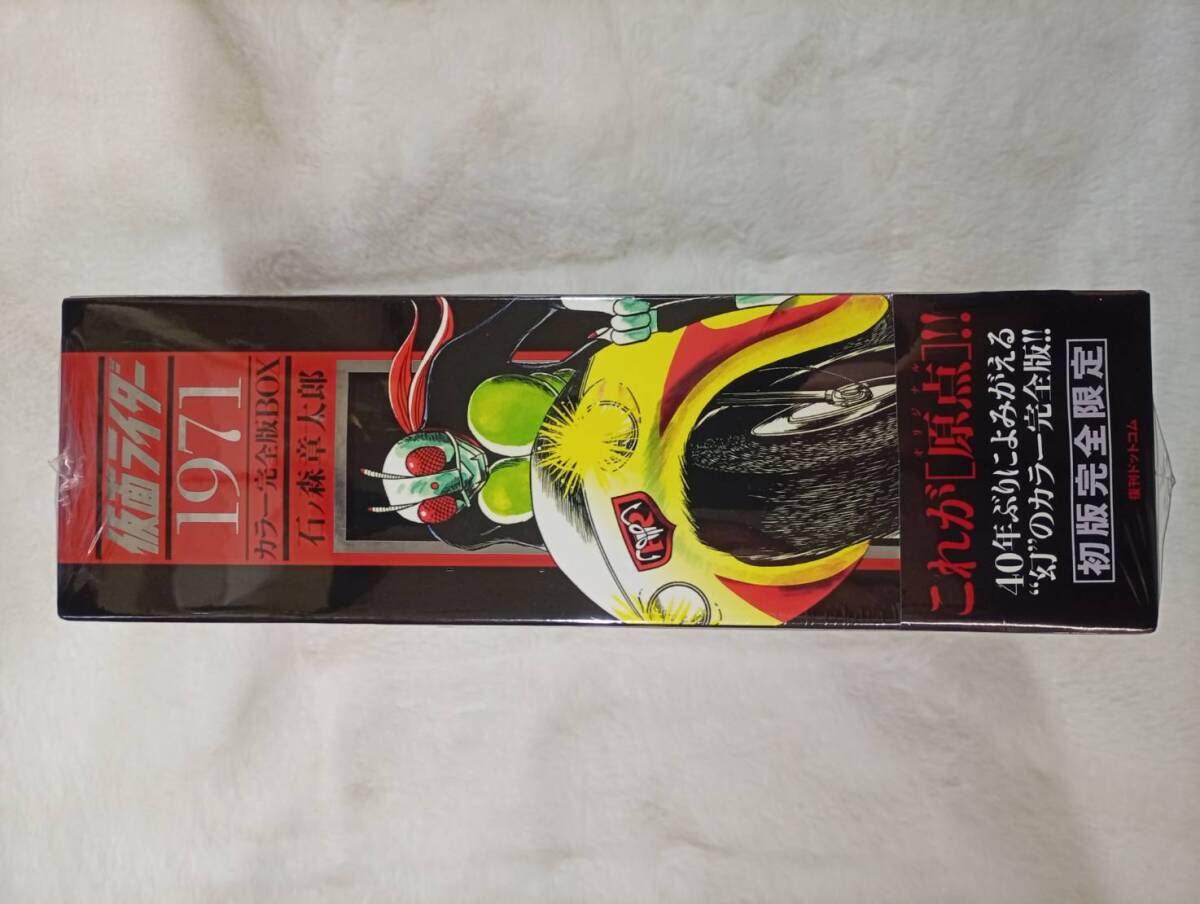 仮面ライダー
1971
カラー完全版BOX
石ノ森章太郎
オリジナル
これが[原点]!!
40年ぶりによみがえる
“幻”のカラー完全版!!
初版完全限定
復刊ドットコム